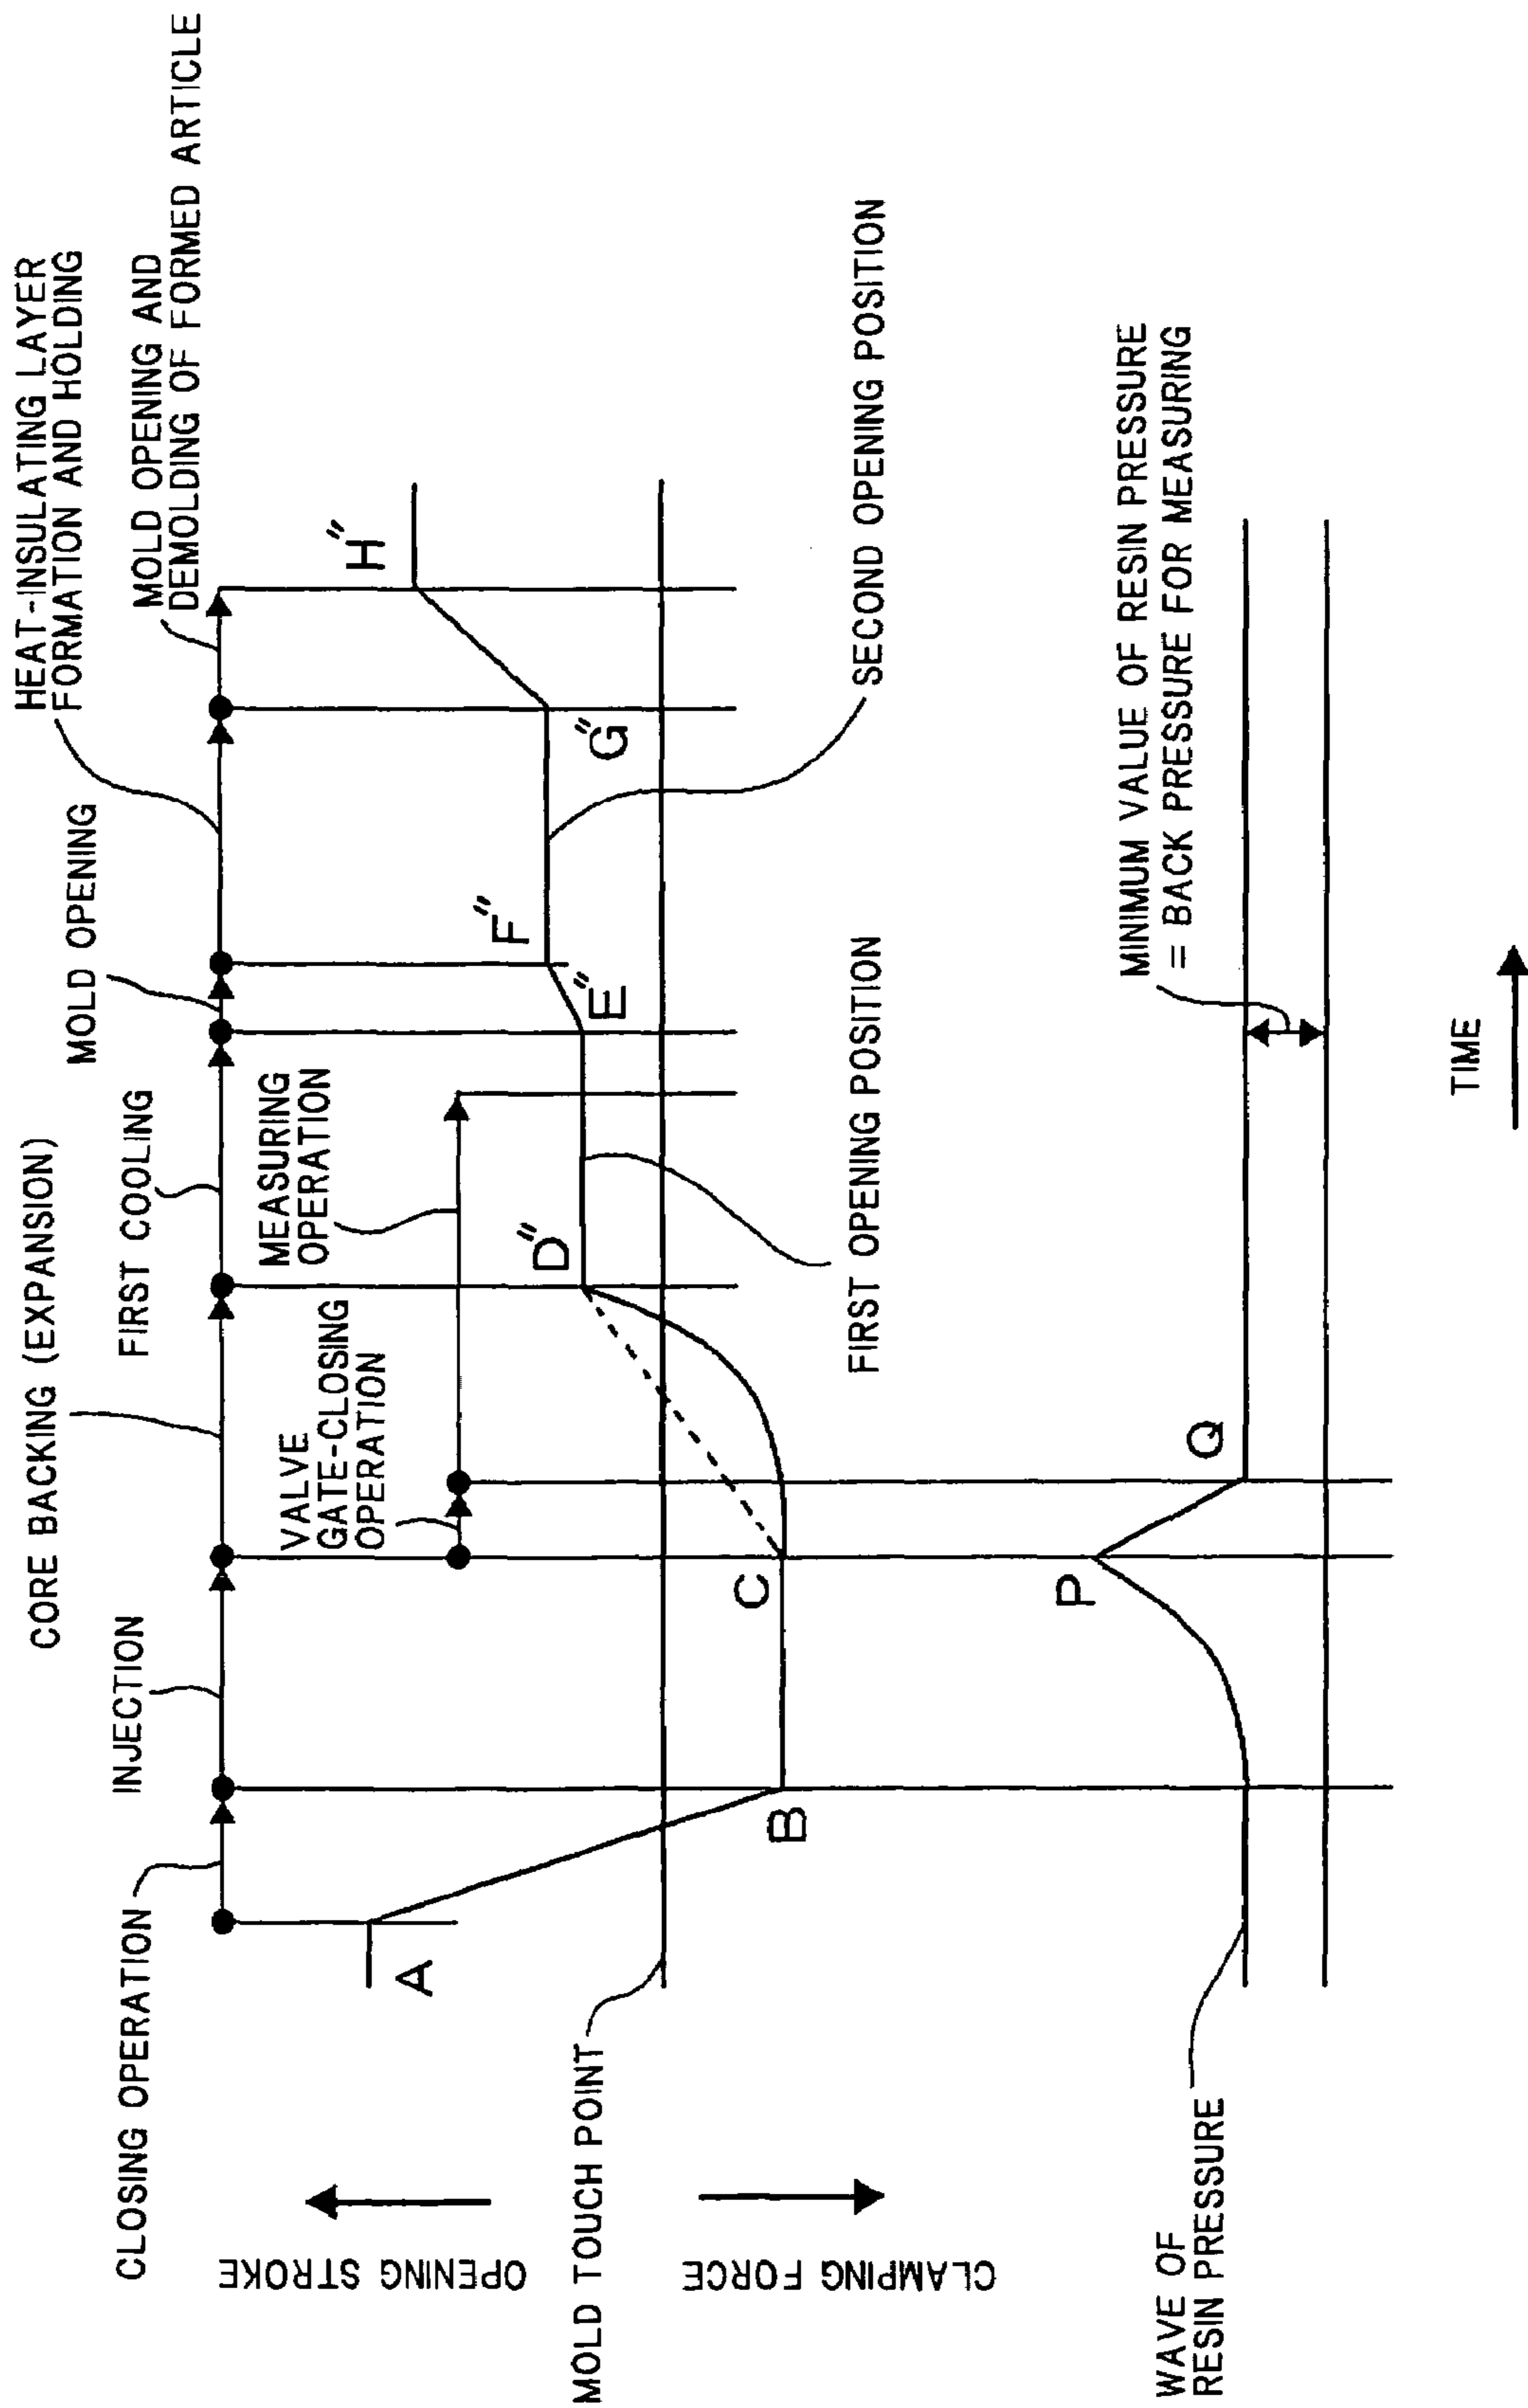 CLOSING OPERATION
INJECTION
CORE BACKING (EXPANSION)
FIRST COOLING
MOLD OPENING
HEAT-INSULATING LAYER
FORMATION AND HOLDING
MOLD OPENING AND
DEMOLDING OF FORMED ARTICLE
VALVE
GATE-CLOSING
OPERATION
MEASURING
OPERATION
OPENING STROKE
MOLD TOUCH POINT
CLAMPING FORCE
A
B
C
D"
E"
F"
G"
H"
FIRST OPENING POSITION
SECOND OPENING POSITION
WAVE OF
RESIN PRESSURE
P
Q
MINIMUM VALUE OF RESIN PRESSURE
= BACK PRESSURE FOR MEASURING
TIME